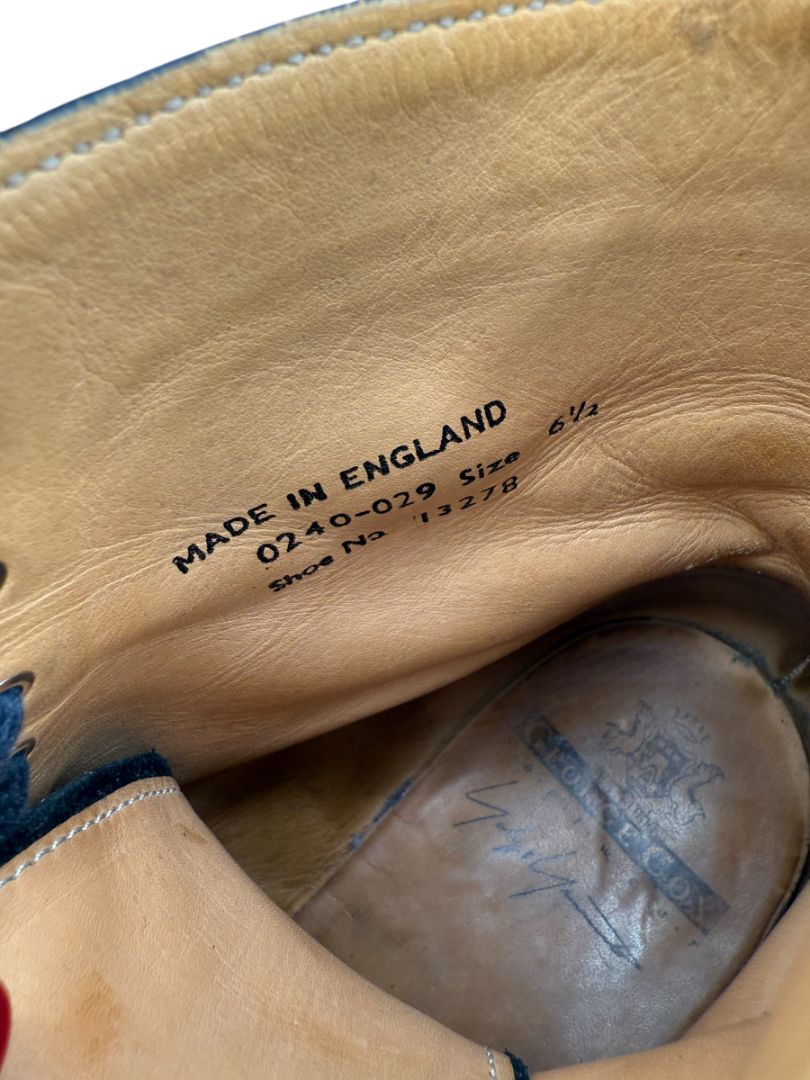 MADE IN ENGLAND
0240-029 Size 6½
Shoe No 13278
GEORGE COX